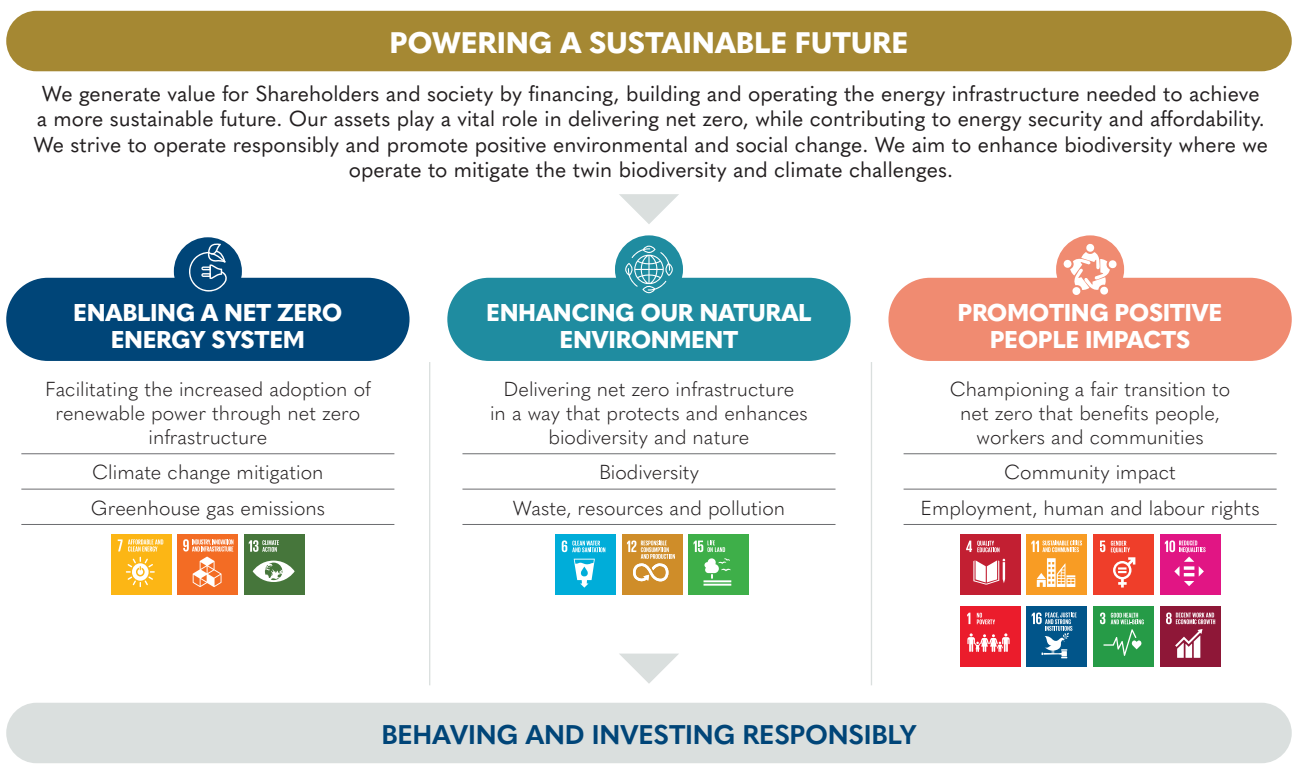 POWERING A SUSTAINABLE FUTURE
We generate value for Shareholders and society by financing, building and operating the energy infrastructure needed to achieve
a more sustainable future. Our assets play a vital role in delivering net zero, while contributing to energy security and affordability.
We strive to operate responsibly and promote positive environmental and social change. We aim to enhance biodiversity where we
operate to mitigate the twin biodiversity and climate challenges.
ENABLING A NET ZERO
ENERGY SYSTEM
Facilitating the increased adoption of
renewable power through net zero
infrastructure
Climate change mitigation
Greenhouse gas emissions
7 AFFORDABLE AND
CLEAN ENERGY
9 INDUSTRY, INNOVATION
AND INFRASTRUCTURE
13 CLIMATE
ACTION
ENHANCING OUR NATURAL
ENVIRONMENT
Delivering net zero infrastructure
in a way that protects and enhances
biodiversity and nature
Biodiversity
Waste, resources and pollution
6 CLEAN WATER
AND SANITATION
12 RESPONSIBLE
CONSUMPTION
AND PRODUCTION
15 LIFE
ON LAND
PROMOTING POSITIVE
PEOPLE IMPACTS
Championing a fair transition to
net zero that benefits people,
workers and communities
Community impact
Employment, human and labour rights
4 QUALITY
EDUCATION
11 SUSTAINABLE CITIES
AND COMMUNITIES
5 GENDER
EQUALITY
10 REDUCED
INEQUALITIES
1 NO
POVERTY
16 PEACE, JUSTICE
AND STRONG
INSTITUTIONS
3 GOOD HEALTH
AND WELL-BEING
8 DECENT WORK AND
ECONOMIC GROWTH
BEHAVING AND INVESTING RESPONSIBLY